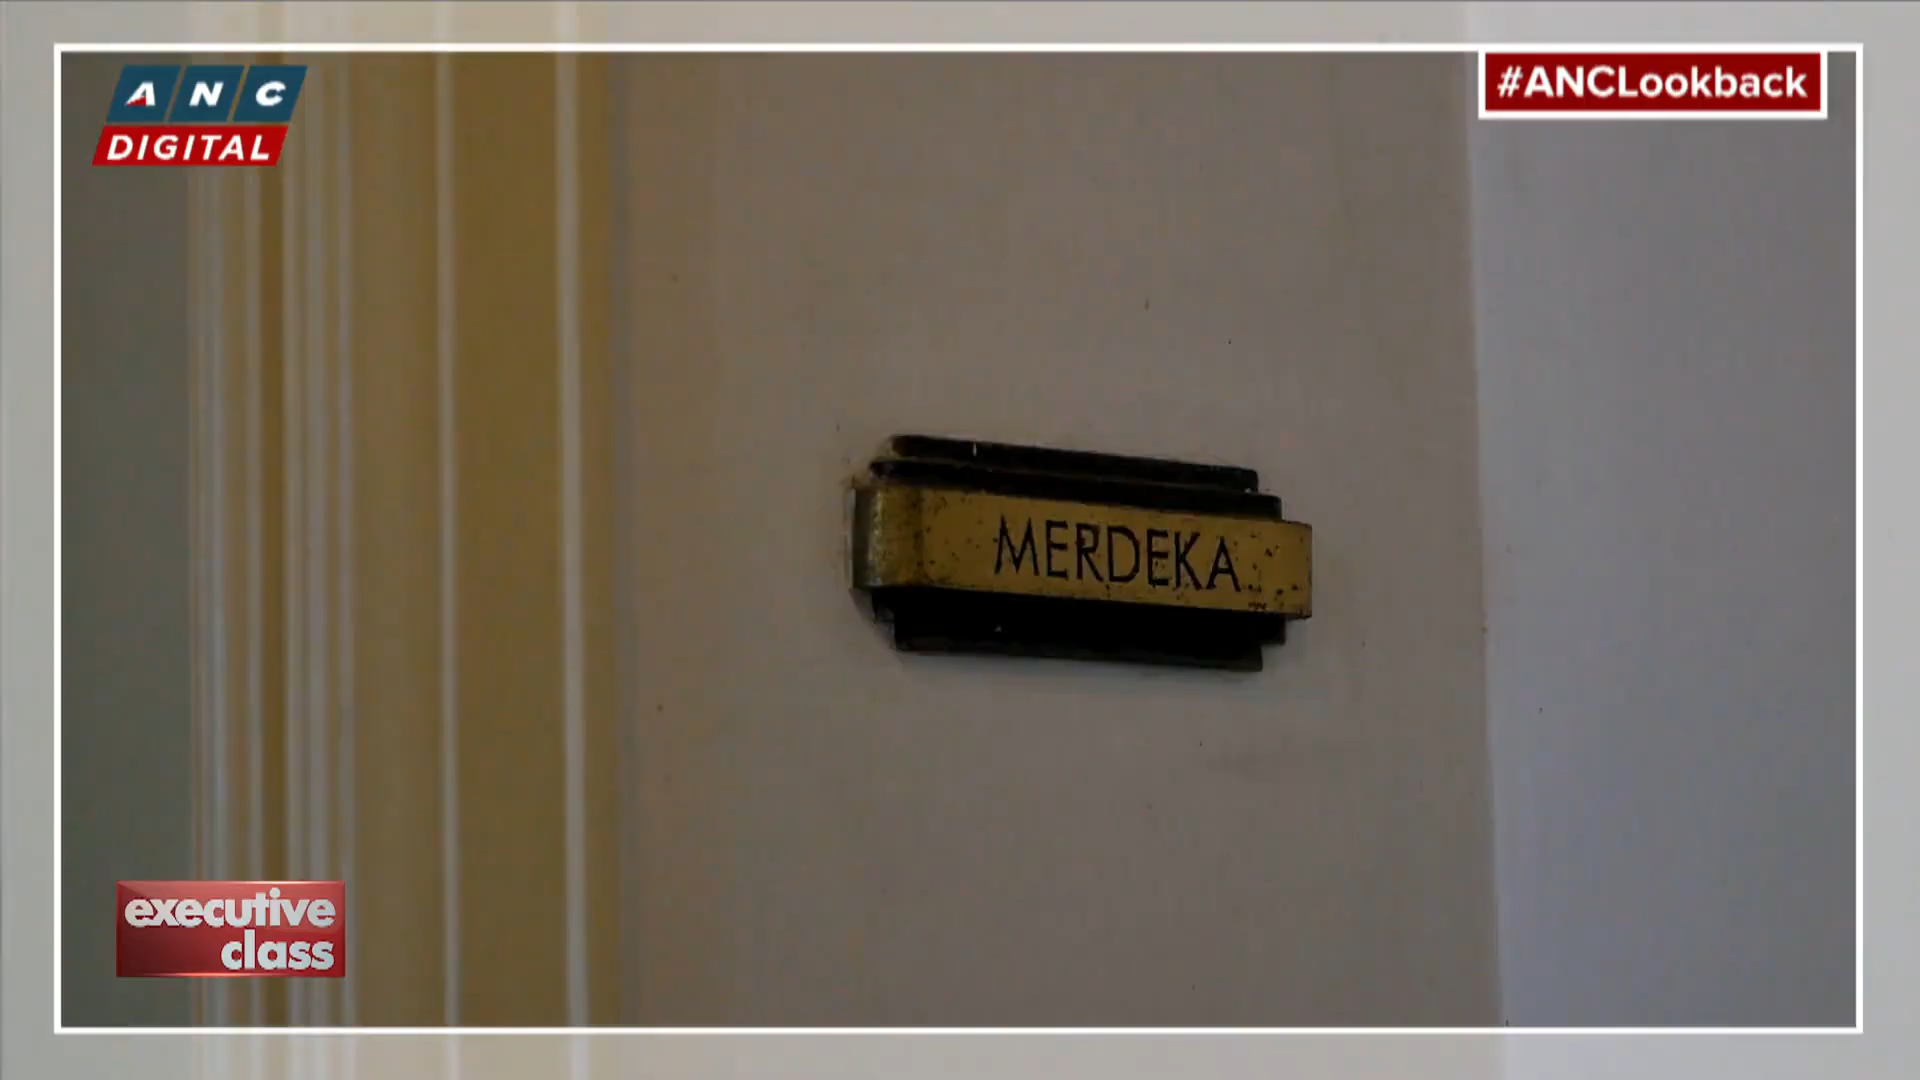 ANC
DIGITAL
#ANCLookback
MERDEKA
executive
class